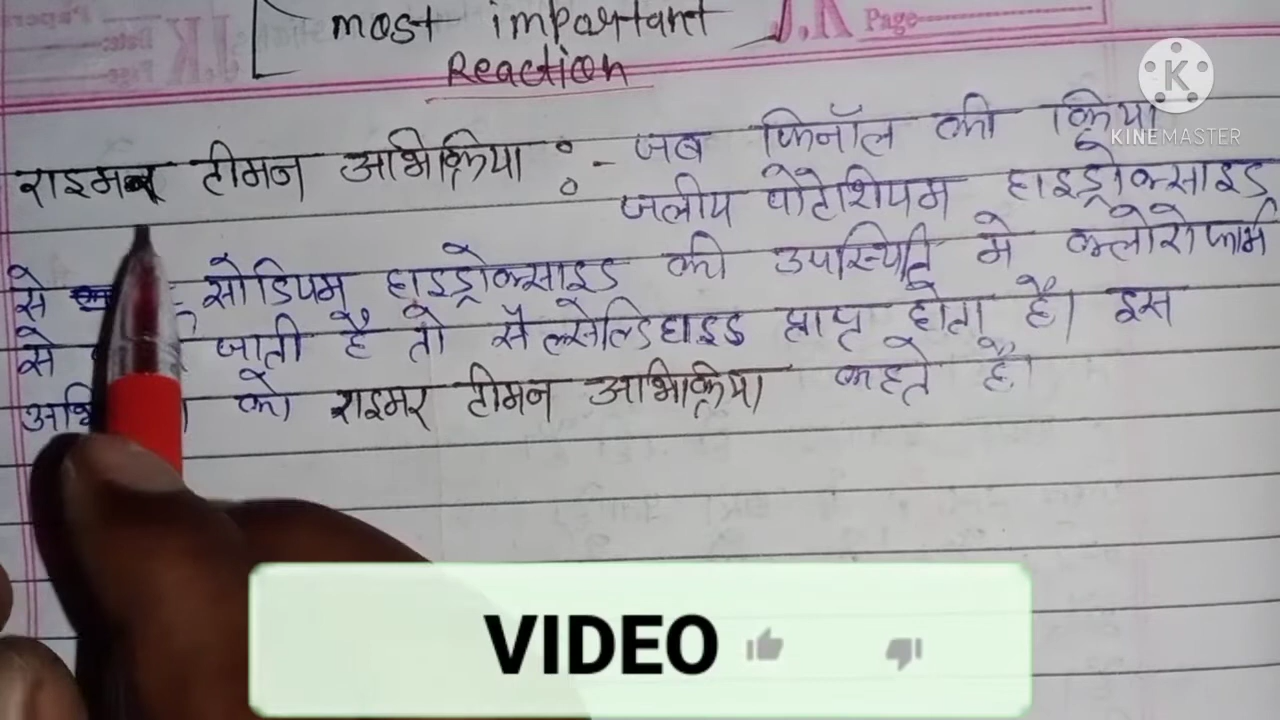 most important
Reaction
J.K Page
KINEMASTER
राइमर टीमन अभिक्रिया :- जब फिनॉल की क्रिया
जलीय पोटेशियम हाइड्रोक्साइड
से सोडियम हाइड्रोक्साइड की उपस्थिति मे क्लोरोफार्म
से जाती है तो सैल्सेल्डिहाइड प्राप्त होता है। इस
को राइमर टीमन अभिक्रिया कहते है।
VIDEO